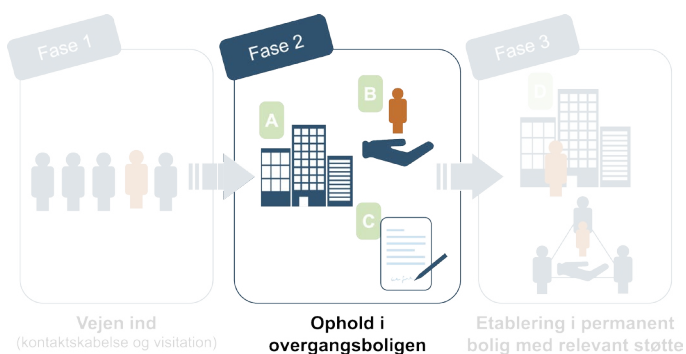 Fase 1
Fase 2
Fase 3
A
B
C
D
Vejen ind
(kontaktskabelse og visitation)
Ophold i
overgangsboligen
Etablering i permanent
bolig med relevant støtte